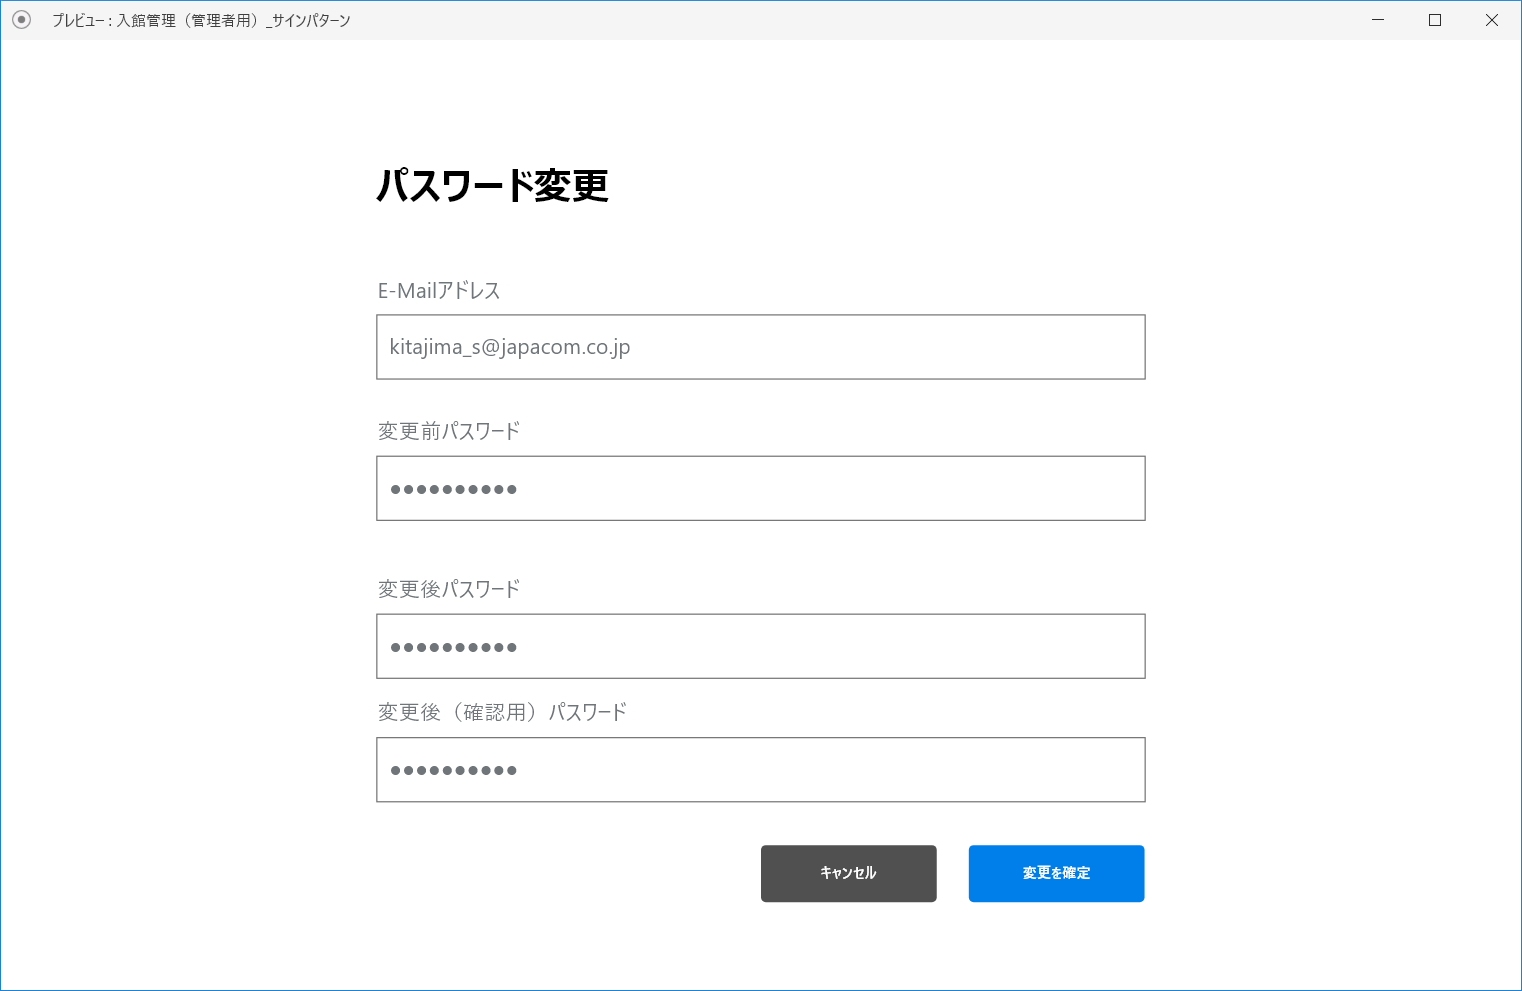 プレビュー : 入館管理（管理者用）_サインパターン
パスワード変更
E-Mailアドレス
kitajima_s@japacom.co.jp
変更前パスワード
●●●●●●●●●●
変更後パスワード
●●●●●●●●●●
変更後（確認用）パスワード
●●●●●●●●●●
キャンセル
変更を確定